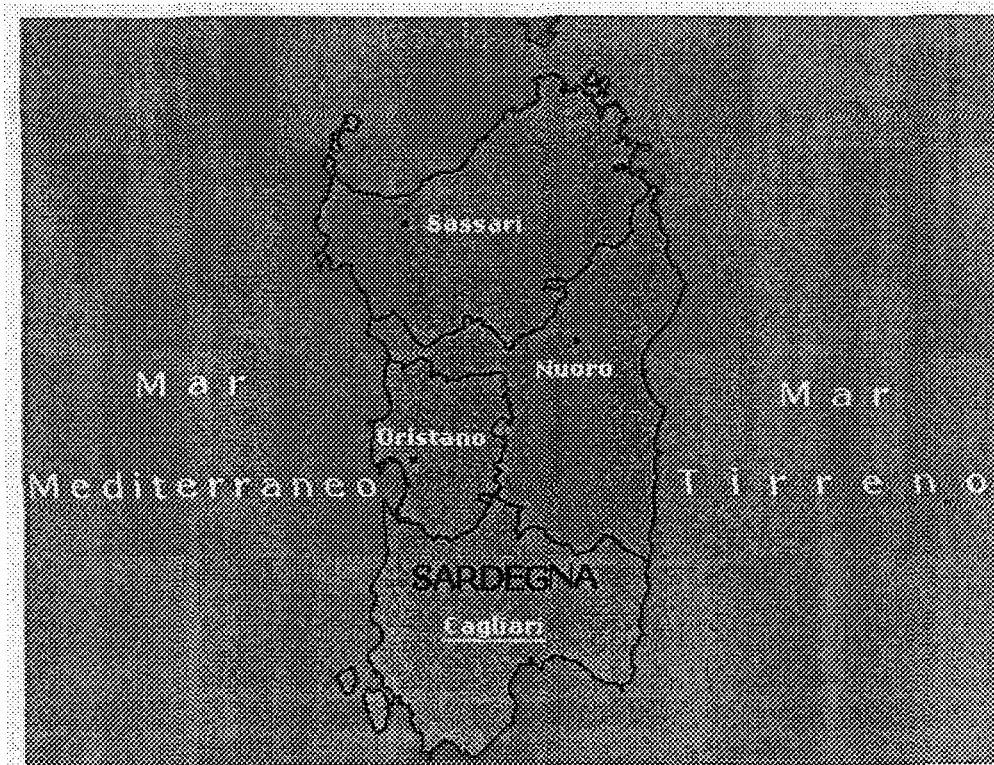 Sassari
Nuoro
Mar
Mar
Oristano
Mediterraneo
Tirreno
SARDEGNA
Cagliari